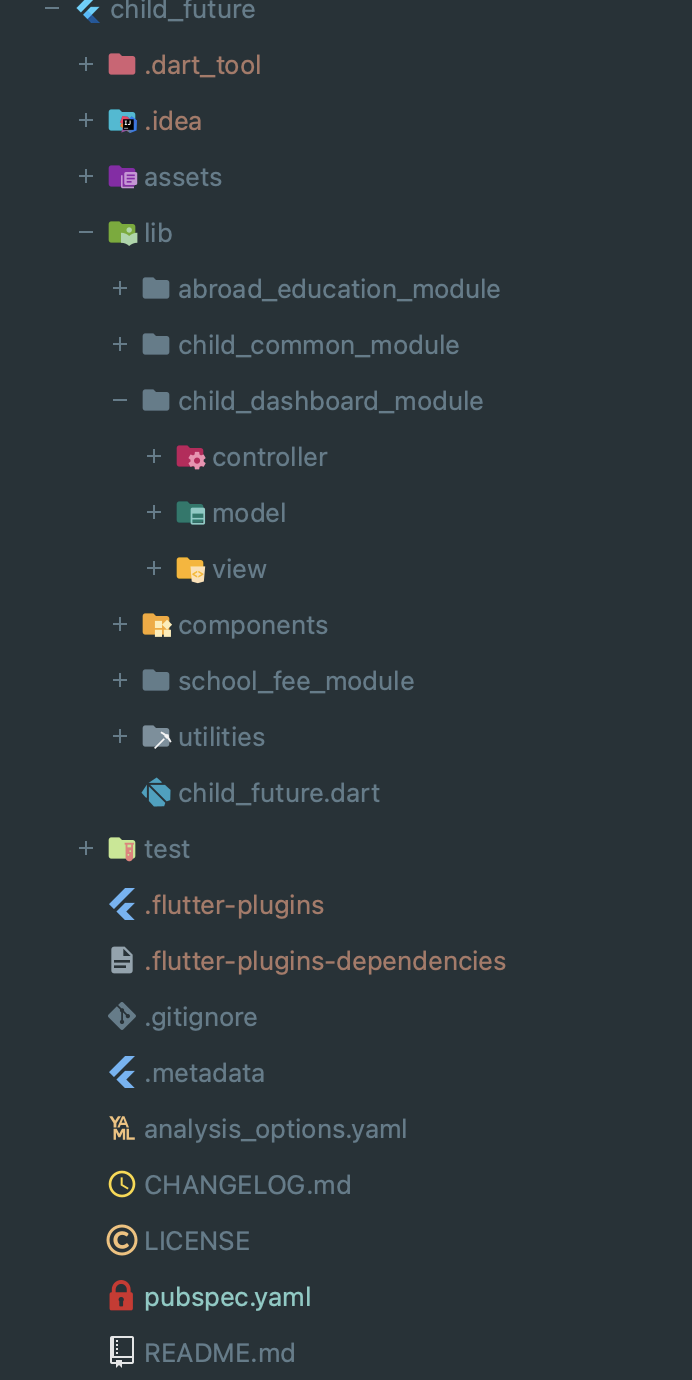 child_future
.dart_tool
.idea
assets
lib
abroad_education_module
child_common_module
child_dashboard_module
controller
model
view
components
school_fee_module
utilities
child_future.dart
test
.flutter-plugins
.flutter-plugins-dependencies
.gitignore
.metadata
analysis_options.yaml
CHANGELOG.md
LICENSE
pubspec.yaml
README.md